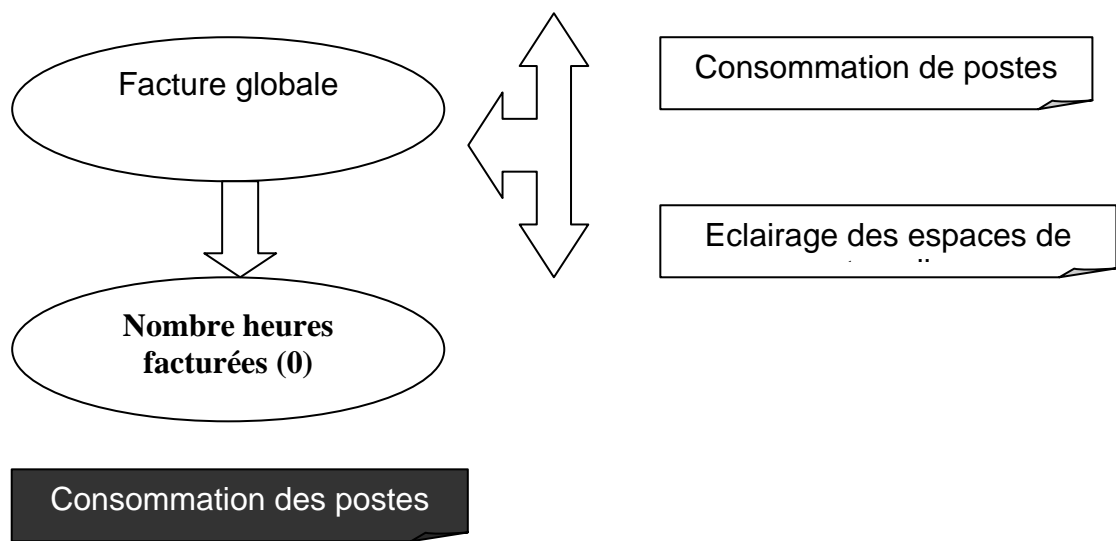 Facture globale
Consommation de postes
Eclairage des espaces de
Nombre heures
facturées (0)
Consommation des postes